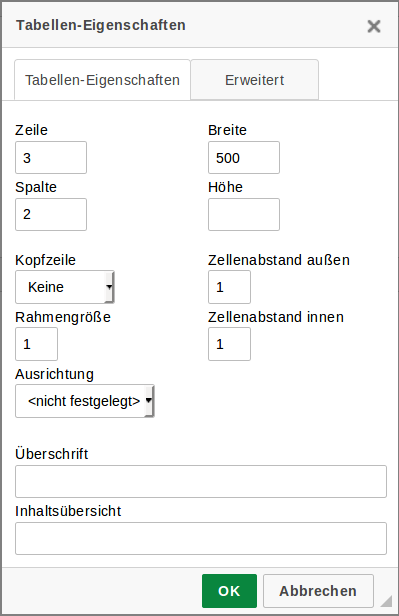 Tabellen-Eigenschaften
Tabellen-Eigenschaften Erweitert
Zeile Breite
3 500
Spalte Höhe
2
Kopfzeile Zellenabstand außen
Keine 1
Rahmengröße Zellenabstand innen
1 1
Ausrichtung
<nicht festgelegt>
Überschrift
Inhaltsübersicht
OK Abbrechen